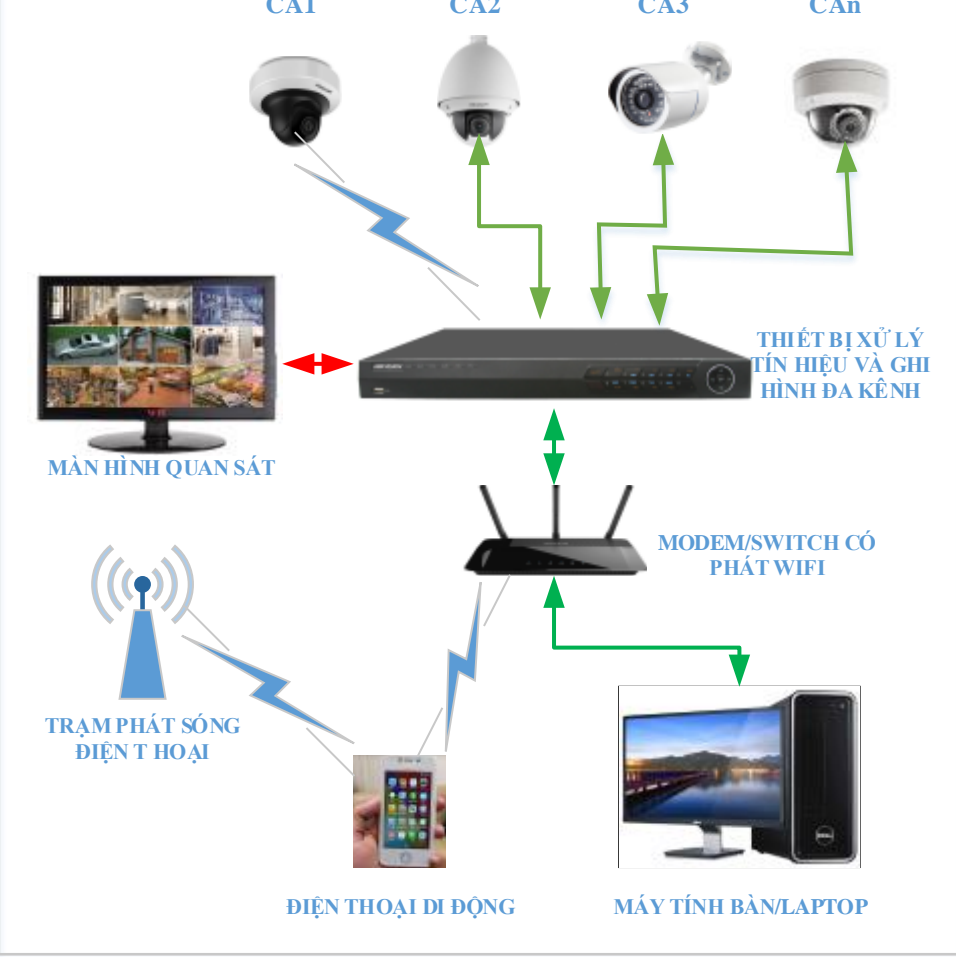 CA1 CA2 CA3 CAn
THIẾT BỊ XỬ LÝ
TÍN HIỆU VÀ GHI
HÌNH ĐA KÊNH
MÀN HÌNH QUAN SÁT
MODEM/SWITCH CÓ
PHÁT WIFI
TRẠM PHÁT SÓNG
ĐIỆN T HOẠI
ĐIỆN THOẠI DI ĐỘNG
MÁY TÍNH BÀN/LAPTOP